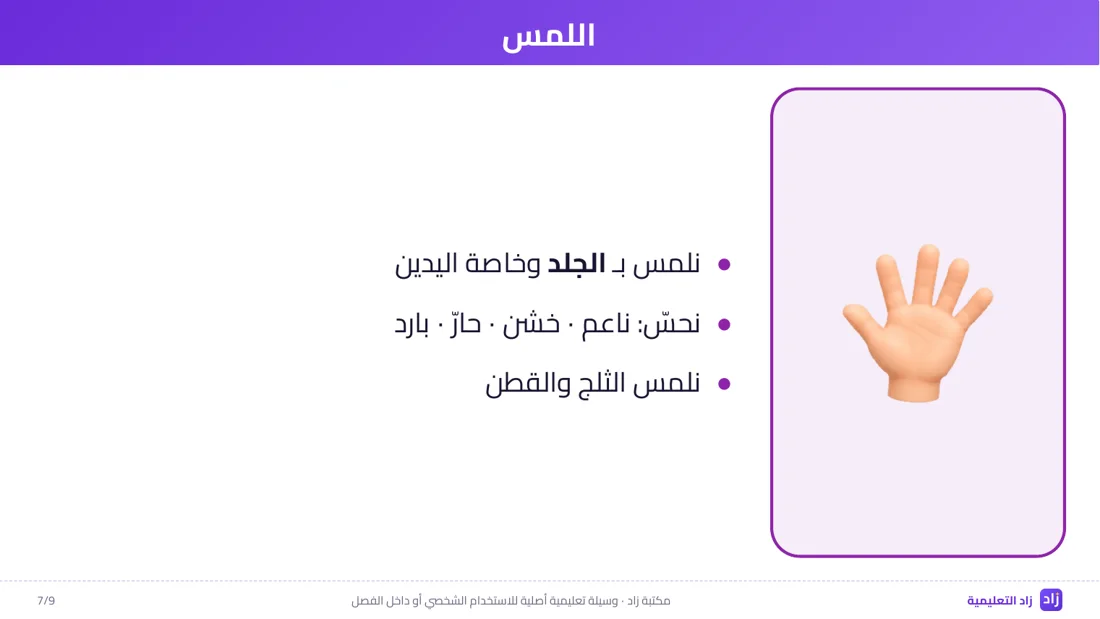 اللمس
نلمس بـ الجلد وخاصة اليدين
نحسّ: ناعم · خشن · حارّ · بارد
نلمس الثلج والقطن
زاد زاد التعليمية
مكتبة زاد · وسيلة تعليمية أصلية للاستخدام الشخصي أو داخل الفصل
7/9